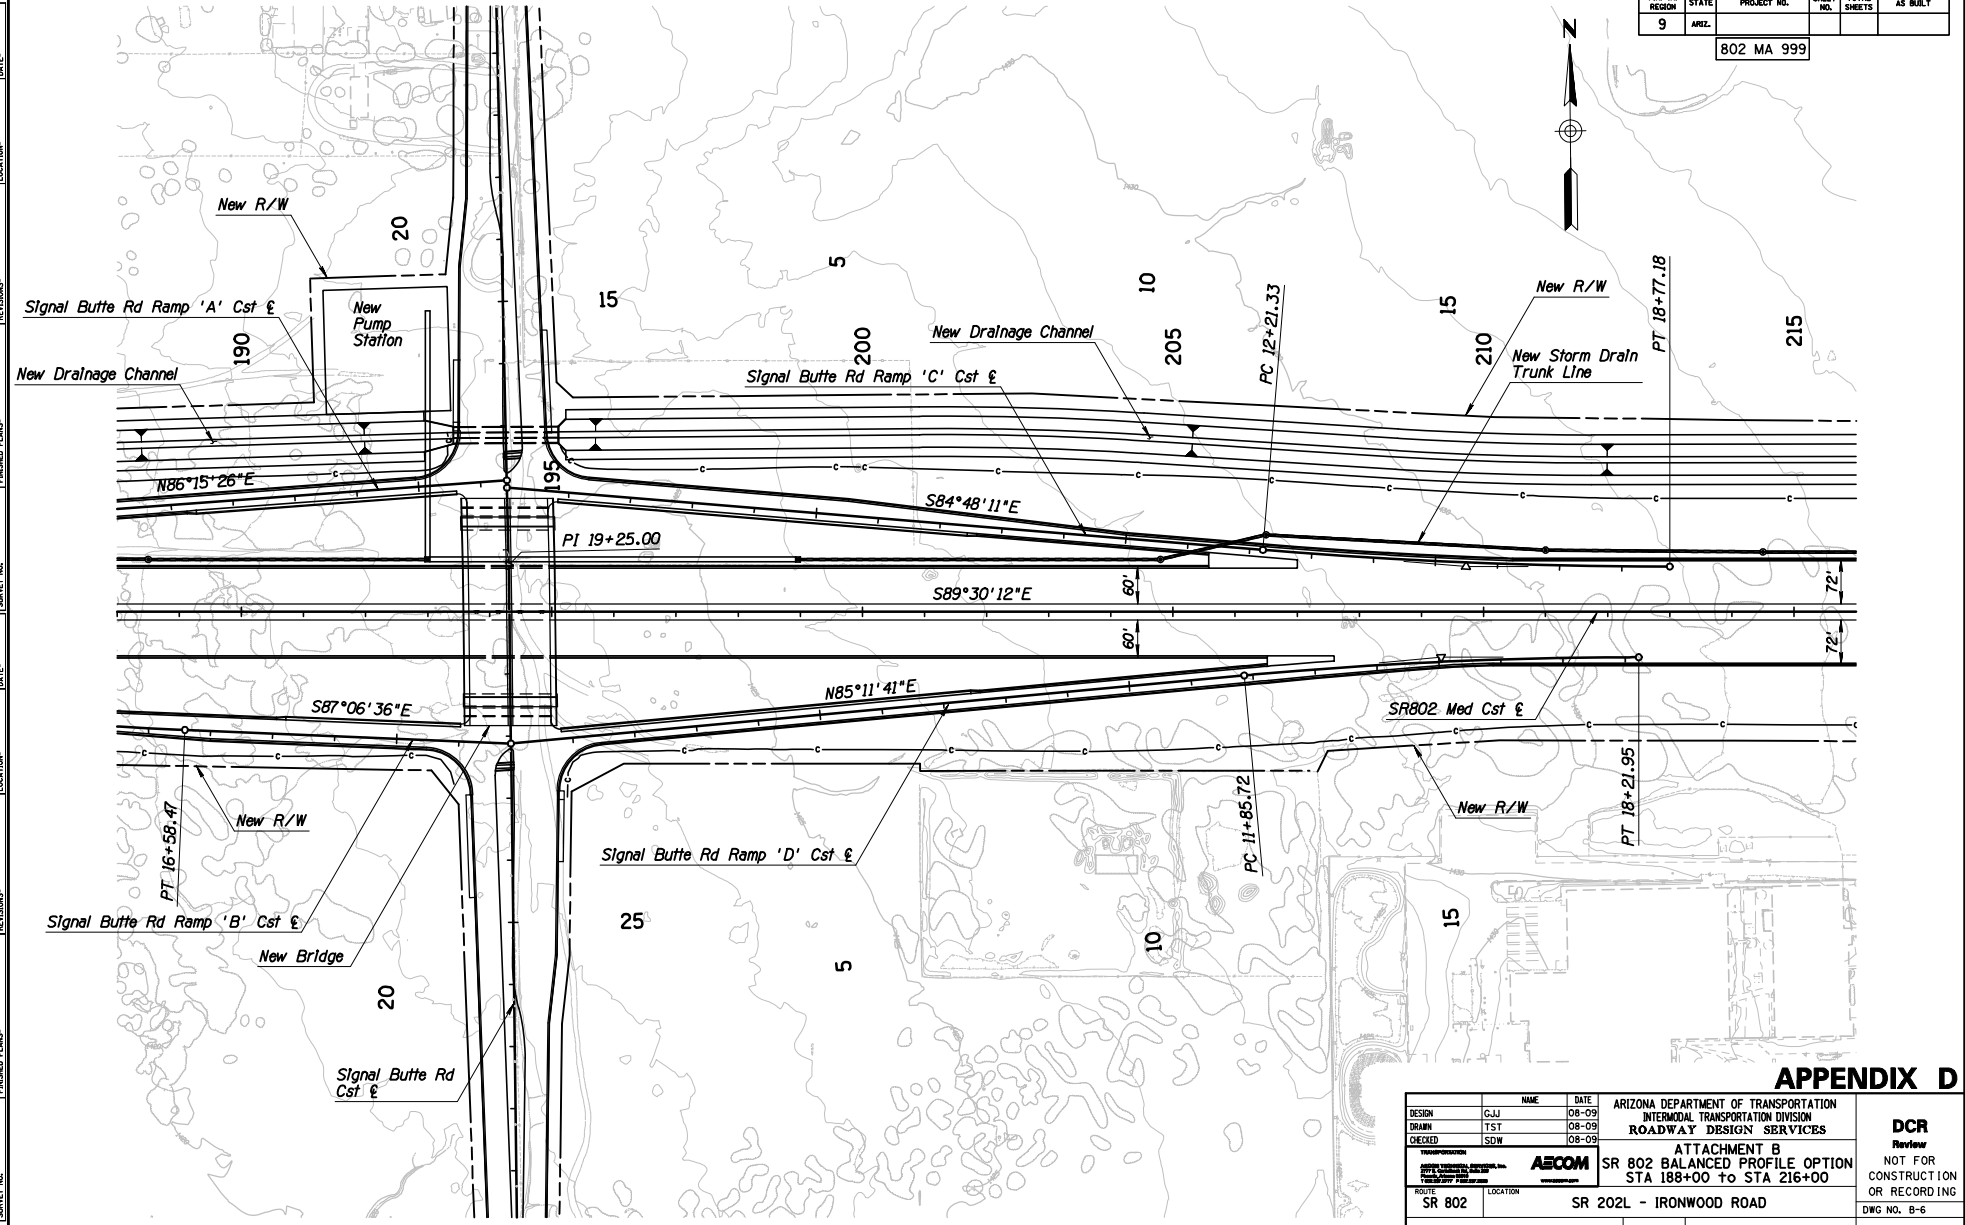 REGION
STATE
PROJECT NO.
NO.
SHEETS
AS BUILT
9
ARIZ.
802 MA 999
N
New R/W
20
Signal Butte Rd Ramp 'A' Cst ℄
New
Pump
Station
190
New Drainage Channel
15
5
10
200
205
New Drainage Channel
Signal Butte Rd Ramp 'C' Cst ℄
PC 12+21.33
New R/W
15
210
New Storm Drain
Trunk Line
PT 18+77.18
215
195
N86°15'26"E
S84°48'11"E
PI 19+25.00
60'
72'
S89°30'12"E
60'
72'
N85°11'41"E
S87°06'36"E
SR802 Med Cst ℄
PT 16+58.47
New R/W
PC 11+85.72
New R/W
PT 18+21.95
Signal Butte Rd Ramp 'D' Cst ℄
Signal Butte Rd Ramp 'B' Cst ℄
New Bridge
25
20
5
10
15
Signal Butte Rd
Cst ℄
APPENDIX D
NAME DATE
DESIGN GJJ 08-09
DRAWN TST 08-09
CHECKED SDW 08-09
ARIZONA DEPARTMENT OF TRANSPORTATION
INTERMODAL TRANSPORTATION DIVISION
ROADWAY DESIGN SERVICES
TRANSPORTATION
AECOM
ATTACHMENT B
SR 802 BALANCED PROFILE OPTION
STA 188+00 to STA 216+00
DCR
Review
NOT FOR
CONSTRUCTION
OR RECORDING
ROUTE
SR 802
LOCATION
SR 202L - IRONWOOD ROAD
DWG NO. B-6